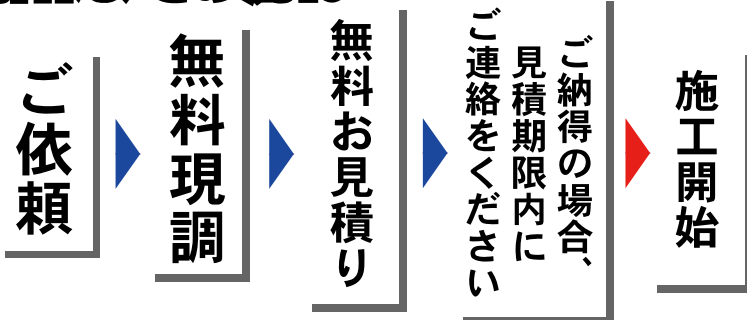 ご依頼
無料現調
無料お見積り
ご納得の場合、
見積期限内に
ご連絡をください
施工開始